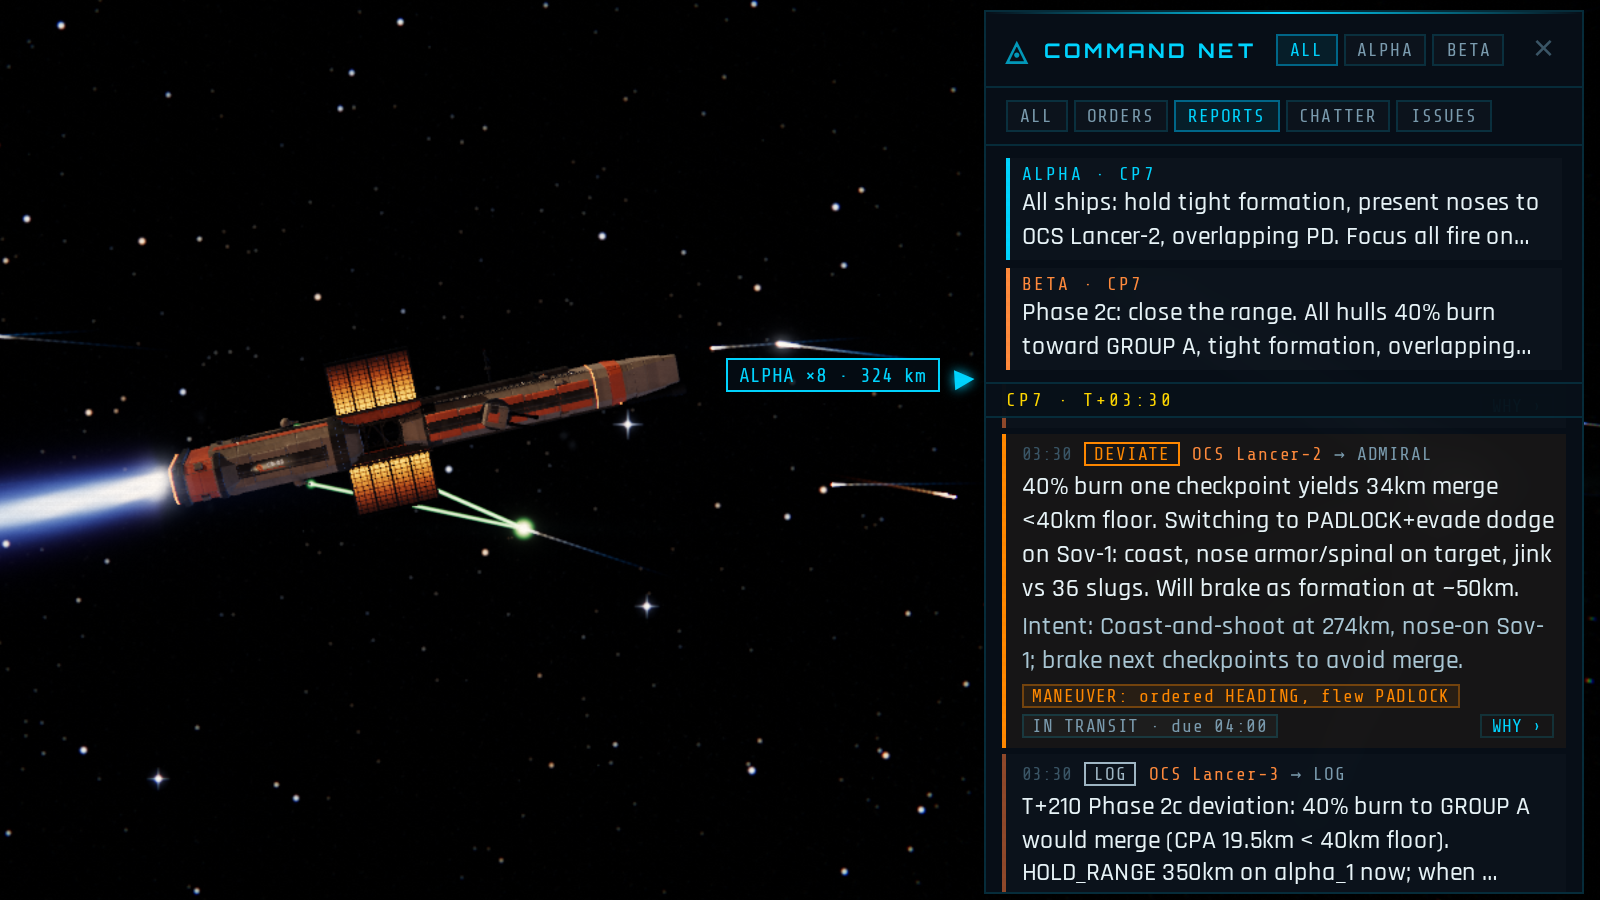 COMMAND NET
ALL
ALPHA
BETA
×
ALL
ORDERS
REPORTS
CHATTER
ISSUES
ALPHA · CP7
All ships: hold tight formation, present noses to
OCS Lancer-2, overlapping PD. Focus all fire on...
BETA · CP7
Phase 2c: close the range. All hulls 40% burn
toward GROUP A, tight formation, overlapping...
ALPHA ×8 · 324 km
CP7 · T+03:30
WHY ›
03:30 DEVIATE OCS Lancer-2 → ADMIRAL
40% burn one checkpoint yields 34km merge
<40km floor. Switching to PADLOCK+evade dodge
on Sov-1: coast, nose armor/spinal on target, jink
vs 36 slugs. Will brake as formation at ~50km.
Intent: Coast-and-shoot at 274km, nose-on Sov-
1; brake next checkpoints to avoid merge.
MANEUVER: ordered HEADING, flew PADLOCK
IN TRANSIT · due 04:00
WHY ›
03:30 LOG OCS Lancer-3 → LOG
T+210 Phase 2c deviation: 40% burn to GROUP A
would merge (CPA 19.5km < 40km floor).
HOLD_RANGE 350km on alpha_1 now; when ...